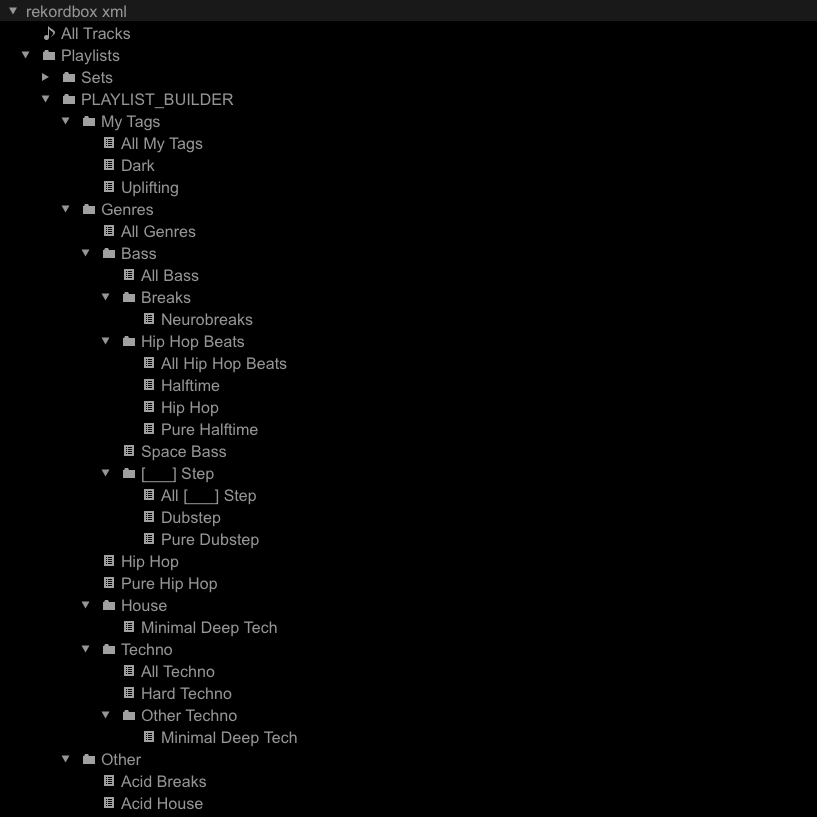 rekordbox xml
All Tracks
Playlists
Sets
PLAYLIST_BUILDER
My Tags
All My Tags
Dark
Uplifting
Genres
All Genres
Bass
All Bass
Breaks
Neurobreaks
Hip Hop Beats
All Hip Hop Beats
Halftime
Hip Hop
Pure Halftime
Space Bass
[___] Step
All [___] Step
Dubstep
Pure Dubstep
Hip Hop
Pure Hip Hop
House
Minimal Deep Tech
Techno
All Techno
Hard Techno
Other Techno
Minimal Deep Tech
Other
Acid Breaks
Acid House